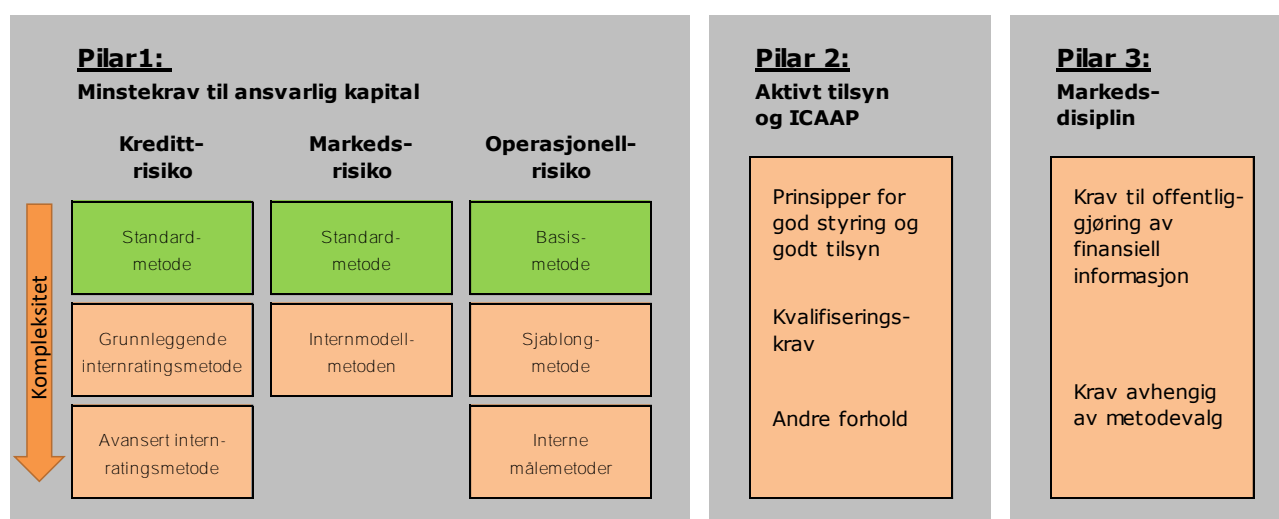 Pilar1:
Minstekrav til ansvarlig kapital
Kreditt-
risiko
Markeds-
risiko
Operasjonell-
risiko
Kompleksitet
Standard-
metode
Standard-
metode
Basis-
metode
Grunnleggende
internratingsmetode
Internmodell-
metoden
Sjablong-
metode
Avansert intern-
ratingsmetode
Interne
målemetoder
Pilar 2:
Aktivt tilsyn
og ICAAP
Prinsipper for
god styring og
godt tilsyn
Kvalifiserings-
krav
Andre forhold
Pilar 3:
Markeds-
disiplin
Krav til offentlig-
gjøring av
finansiell
informasjon
Krav avhengig
av metodevalg